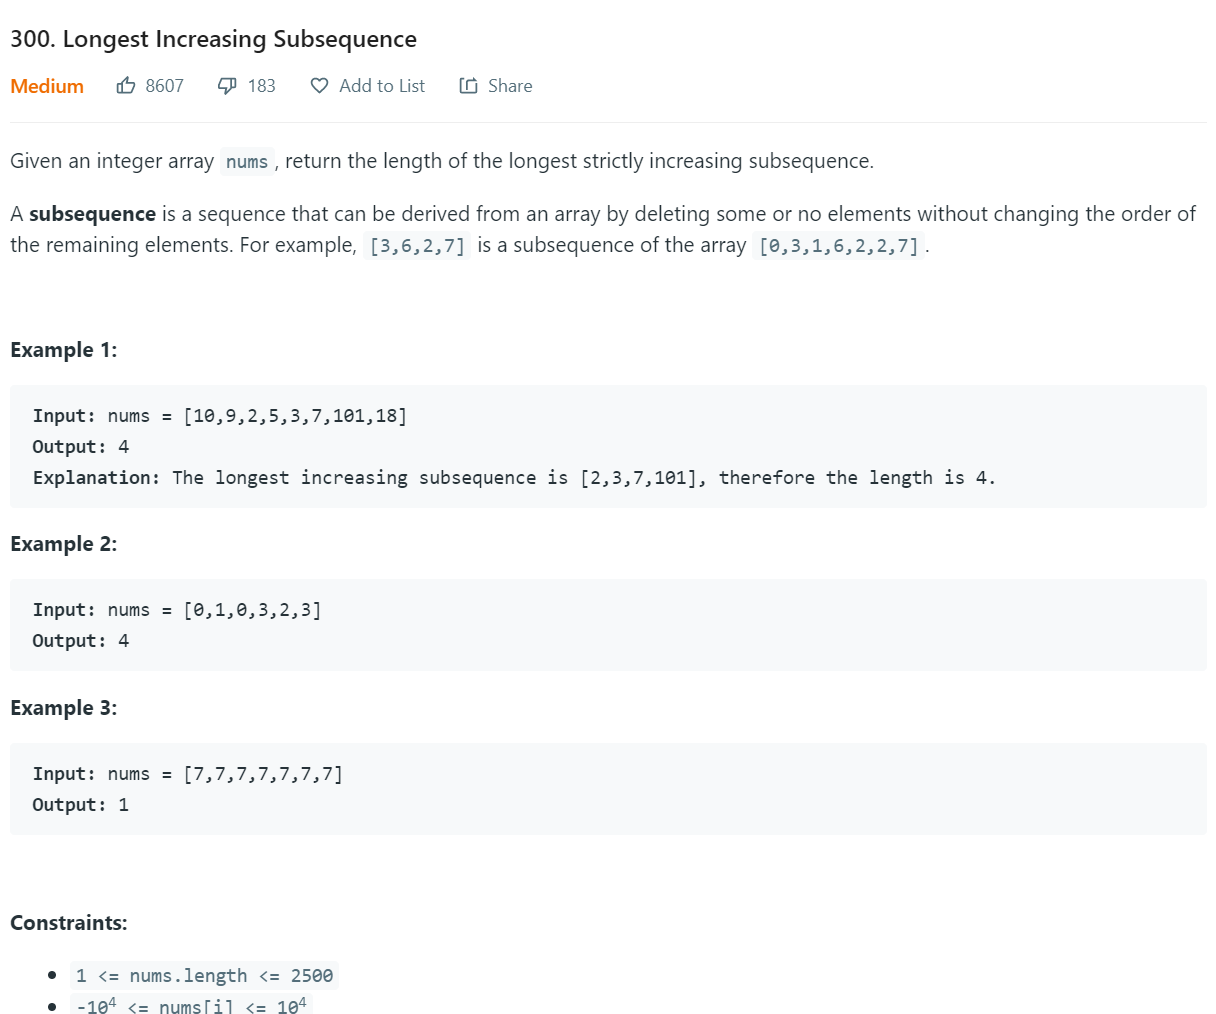 300. Longest Increasing Subsequence
Medium 8607 183 Add to List Share
Given an integer array nums , return the length of the longest strictly increasing subsequence.
A subsequence is a sequence that can be derived from an array by deleting some or no elements without changing the order of
the remaining elements. For example, [3,6,2,7] is a subsequence of the array [0,3,1,6,2,2,7] .
Example 1:
Input: nums = [10,9,2,5,3,7,101,18]
Output: 4
Explanation: The longest increasing subsequence is [2,3,7,101], therefore the length is 4.
Example 2:
Input: nums = [0,1,0,3,2,3]
Output: 4
Example 3:
Input: nums = [7,7,7,7,7,7,7]
Output: 1
Constraints:
• 1 <= nums.length <= 2500
• -10⁴ <= nums[i] <= 10⁴